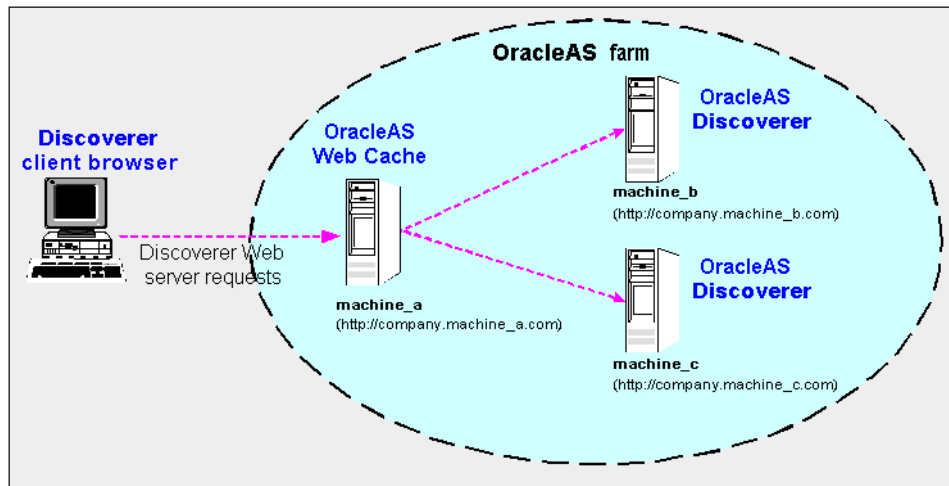 OracleAS farm
Discoverer
client browser
Discoverer Web
server requests
OracleAS
Web Cache
machine_a
(http://company.machine_a.com)
OracleAS
Discoverer
machine_b
(http://company.machine_b.com)
OracleAS
Discoverer
machine_c
(http://company.machine_c.com)